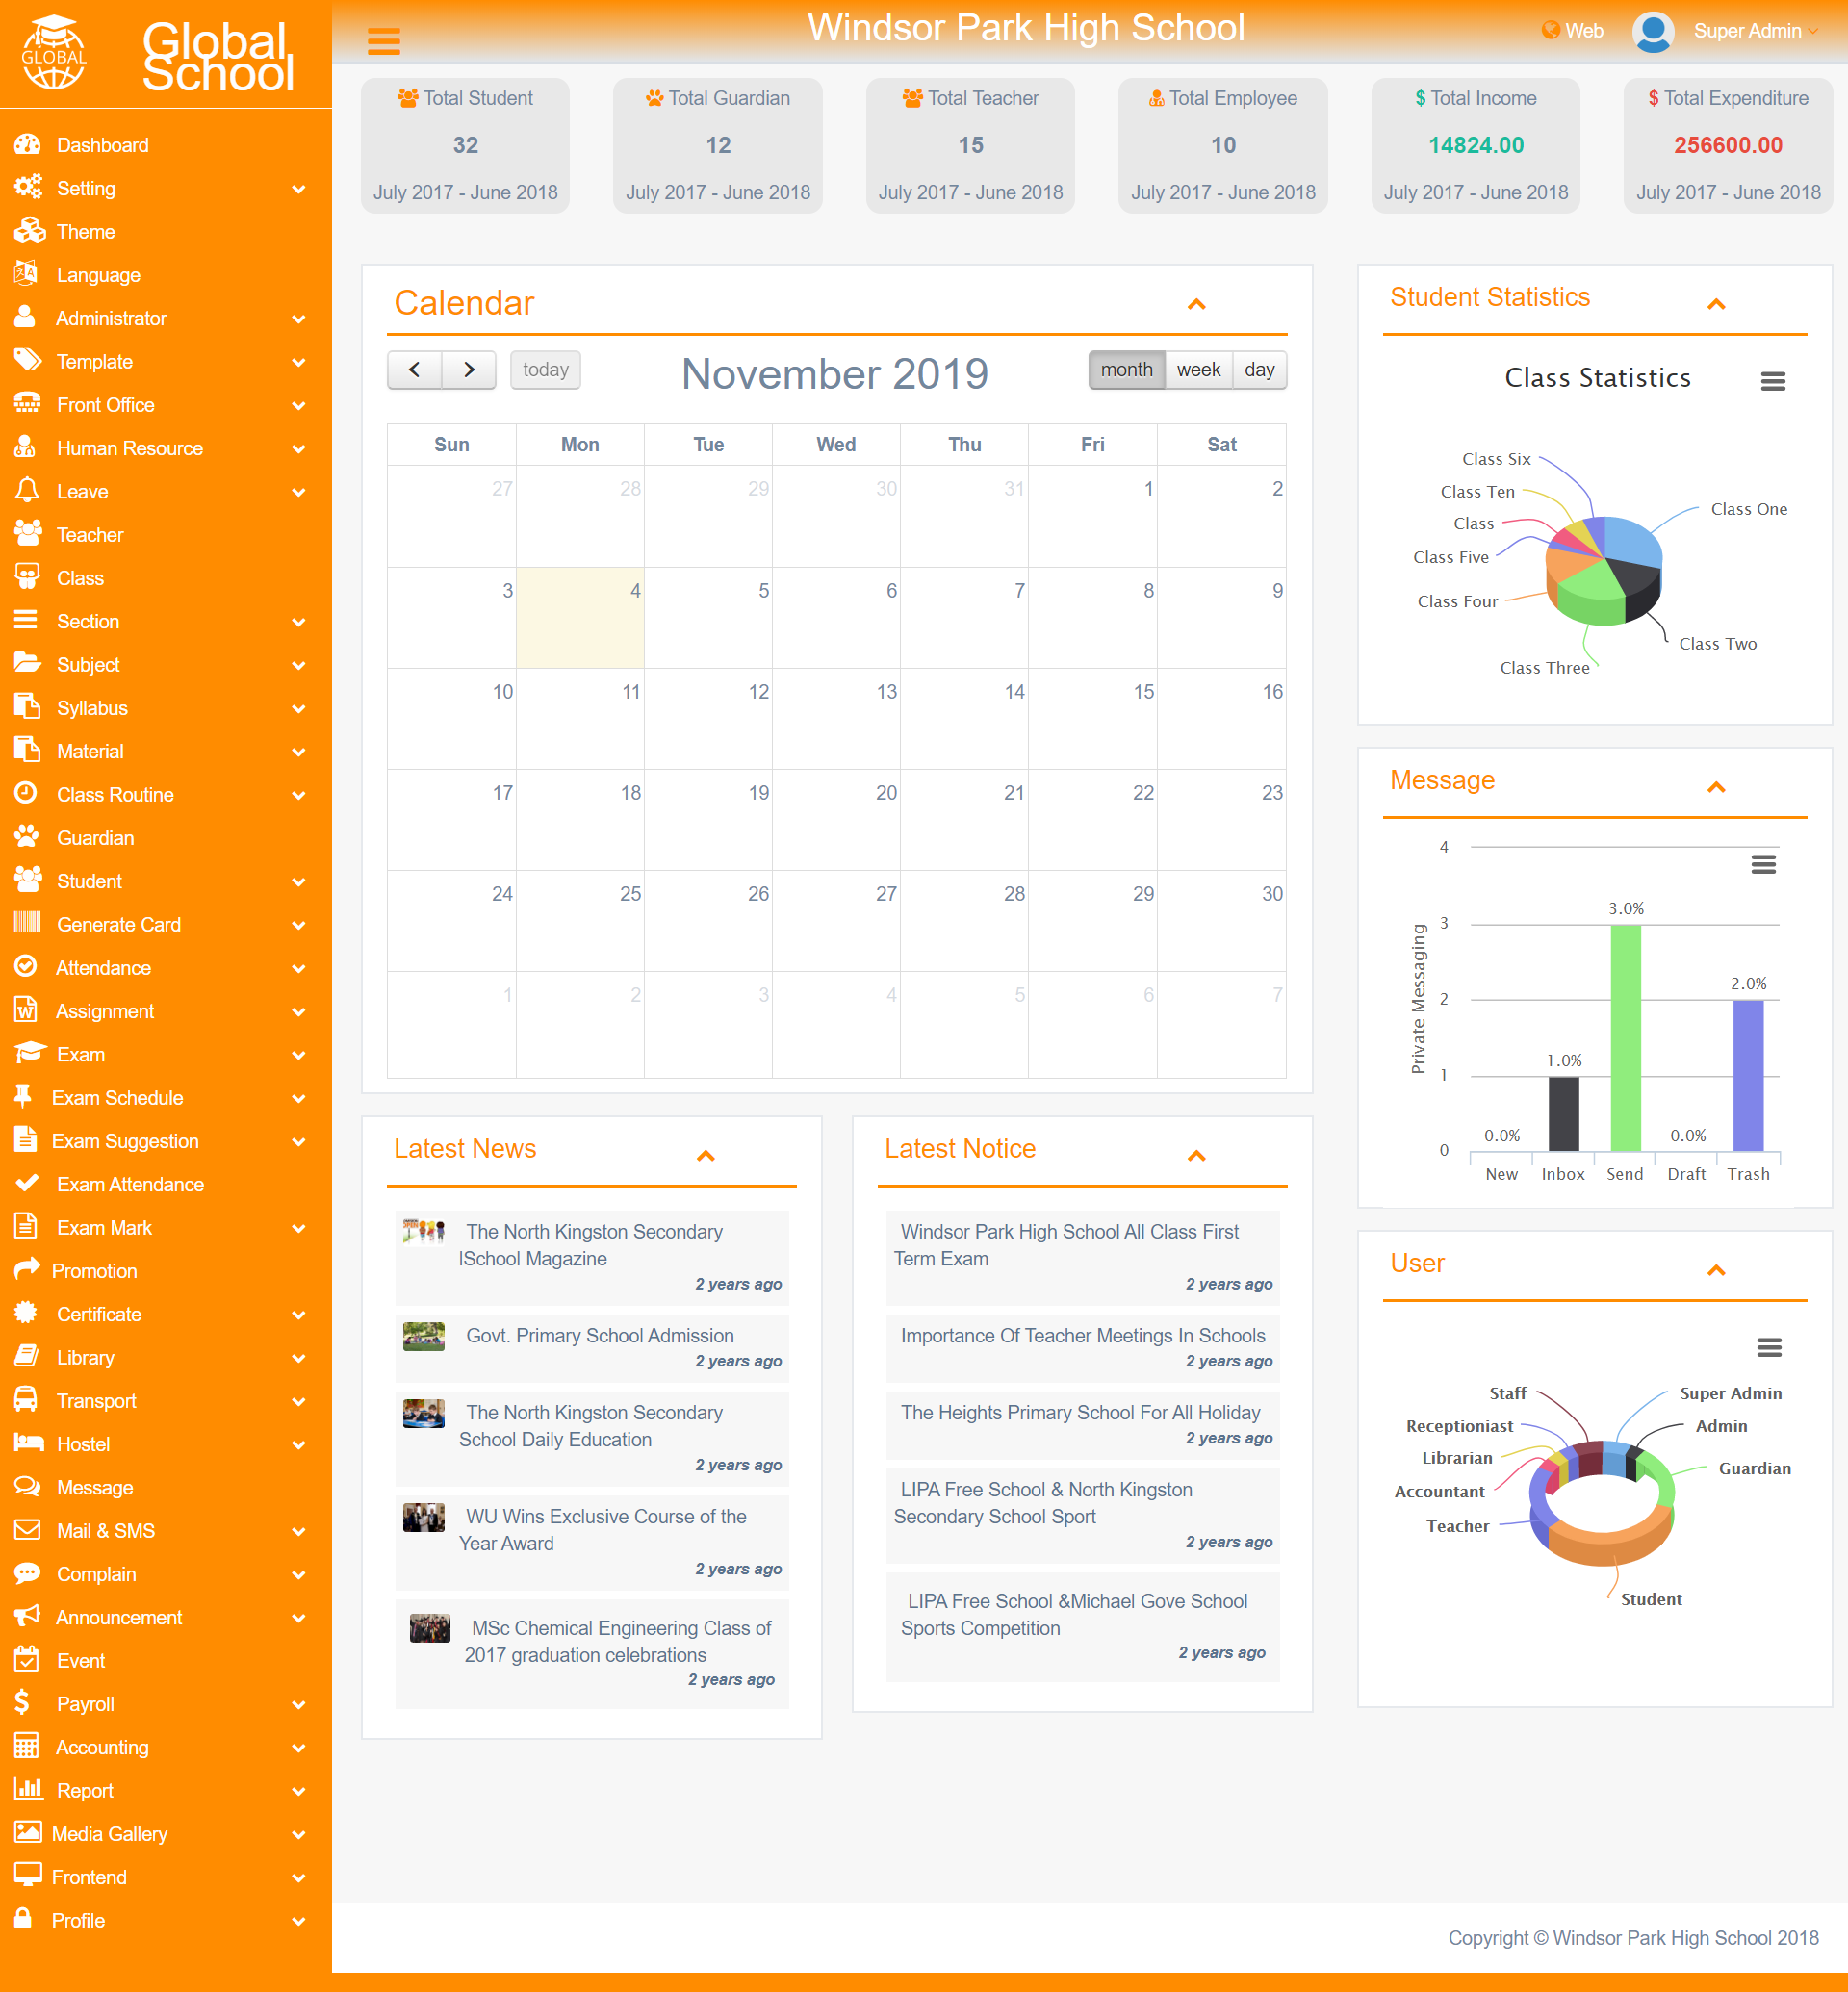 GLOBAL
Global
School
Dashboard
Setting
Theme
Language
Administrator
Template
Front Office
Human Resource
Leave
Teacher
Class
Section
Subject
Syllabus
Material
Class Routine
Guardian
Student
Generate Card
Attendance
Assignment
Exam
Exam Schedule
Exam Suggestion
Exam Attendance
Exam Mark
Promotion
Certificate
Library
Transport
Hostel
Message
Mail & SMS
Complain
Announcement
Event
Payroll
Accounting
Report
Media Gallery
Frontend
Profile
Windsor Park High School
Web
Super Admin
Total Student
32
July 2017 - June 2018
Total Guardian
12
July 2017 - June 2018
Total Teacher
15
July 2017 - June 2018
Total Employee
10
July 2017 - June 2018
$ Total Income
14824.00
July 2017 - June 2018
$ Total Expenditure
256600.00
July 2017 - June 2018
Calendar
today
November 2019
month week day
Sun Mon Tue Wed Thu Fri Sat
27 28 29 30 31 1 2
3 4 5 6 7 8 9
10 11 12 13 14 15 16
17 18 19 20 21 22 23
24 25 26 27 28 29 30
1 2 3 4 5 6 7
Latest News
The North Kingston Secondary
lSchool Magazine
2 years ago
Govt. Primary School Admission
2 years ago
The North Kingston Secondary
School Daily Education
2 years ago
WU Wins Exclusive Course of the
Year Award
2 years ago
MSc Chemical Engineering Class of
2017 graduation celebrations
2 years ago
Latest Notice
Windsor Park High School All Class First
Term Exam
2 years ago
Importance Of Teacher Meetings In Schools
2 years ago
The Heights Primary School For All Holiday
2 years ago
LIPA Free School & North Kingston
Secondary School Sport
2 years ago
LIPA Free School &Michael Gove School
Sports Competition
2 years ago
Student Statistics
Class Statistics
Class Six
Class Ten
Class One
Class
Class Five
Class Four
Class Two
Class Three
Message
Private Messaging
4
3
2
1
0
0.0%
1.0%
3.0%
0.0%
2.0%
New Inbox Send Draft Trash
User
Staff
Super Admin
Receptioniast
Admin
Librarian
Guardian
Accountant
Teacher
Student
Copyright © Windsor Park High School 2018